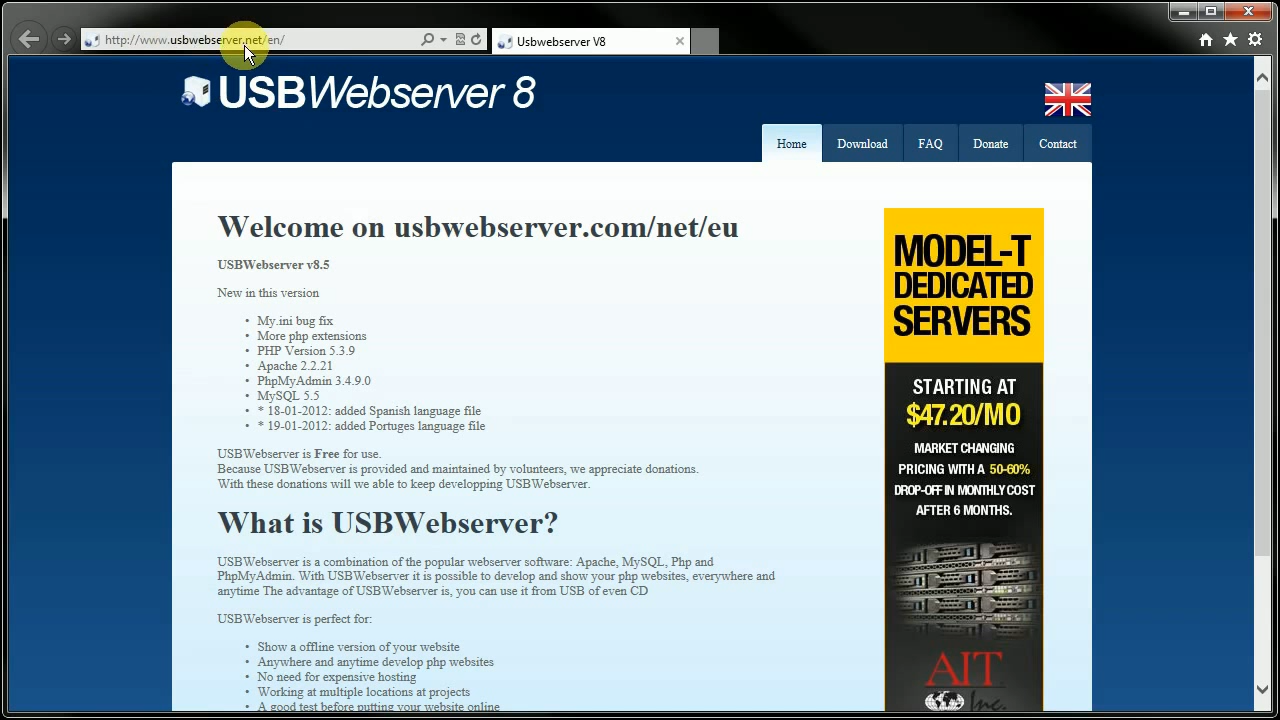 http://www.usbwebserver.net/en/
Usbwebserver V8
USBWebserver 8
Home
Download
FAQ
Donate
Contact
Welcome on usbwebserver.com/net/eu
USBWebserver v8.5
New in this version
• My.ini bug fix
• More php extensions
• PHP Version 5.3.9
• Apache 2.2.21
• PhpMyAdmin 3.4.9.0
• MySQL 5.5
• * 18-01-2012: added Spanish language file
• * 19-01-2012: added Portuges language file
USBWebserver is Free for use.
Because USBWebserver is provided and maintained by volunteers, we appreciate donations.
With these donations will we able to keep developping USBWebserver.
What is USBWebserver?
USBWebserver is a combination of the popular webserver software: Apache, MySQL, Php and
PhpMyAdmin. With USBWebserver it is possible to develop and show your php websites, everywhere and
anytime The advantage of USBWebserver is, you can use it from USB of even CD
USBWebserver is perfect for:
• Show a offline version of your website
• Anywhere and anytime develop php websites
• No need for expensive hosting
• Working at multiple locations at projects
• A good test before putting your website online
MODEL-T
DEDICATED
SERVERS
STARTING AT
$47.20/MO
MARKET CHANGING
PRICING WITH A 50-60%
DROP-OFF IN MONTHLY COST
AFTER 6 MONTHS.
AIT
Inc.